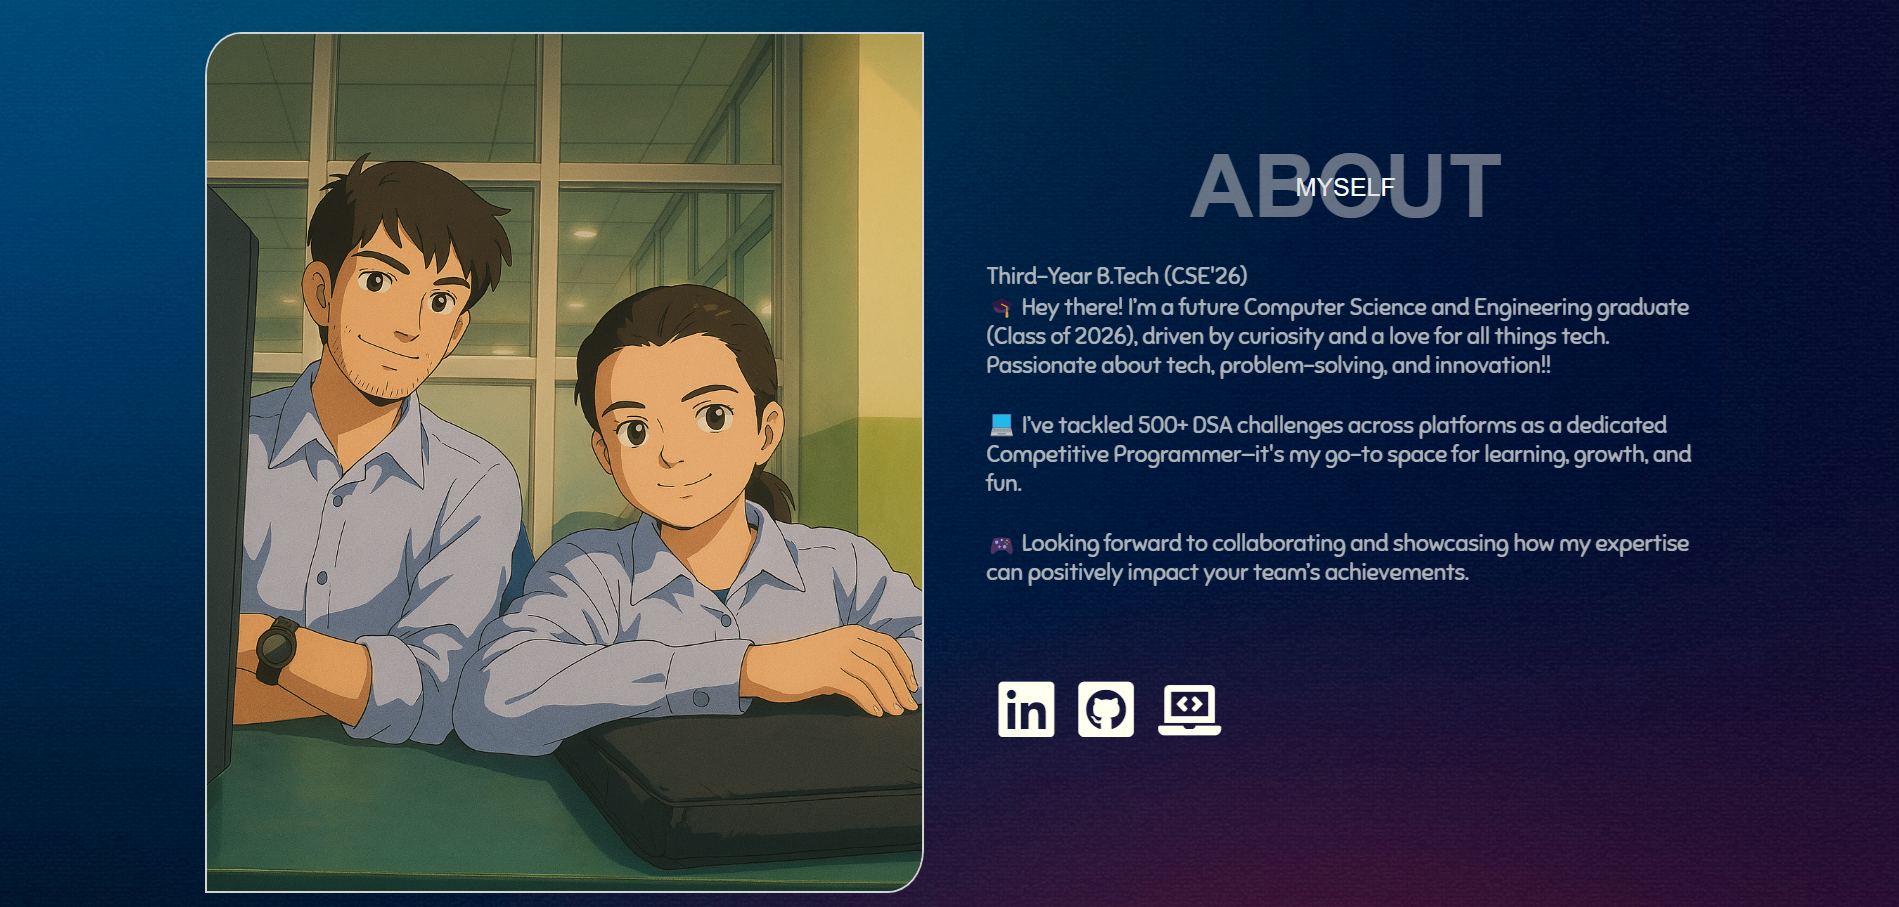 ABOUT
MYSELF
Third-Year B.Tech (CSE'26)
🎓 Hey there! I'm a future Computer Science and Engineering graduate
(Class of 2026), driven by curiosity and a love for all things tech.
Passionate about tech, problem-solving, and innovation!!
💻 I've tackled 500+ DSA challenges across platforms as a dedicated
Competitive Programmer—it's my go-to space for learning, growth, and
fun.
🎮 Looking forward to collaborating and showcasing how my expertise
can positively impact your team's achievements.
in